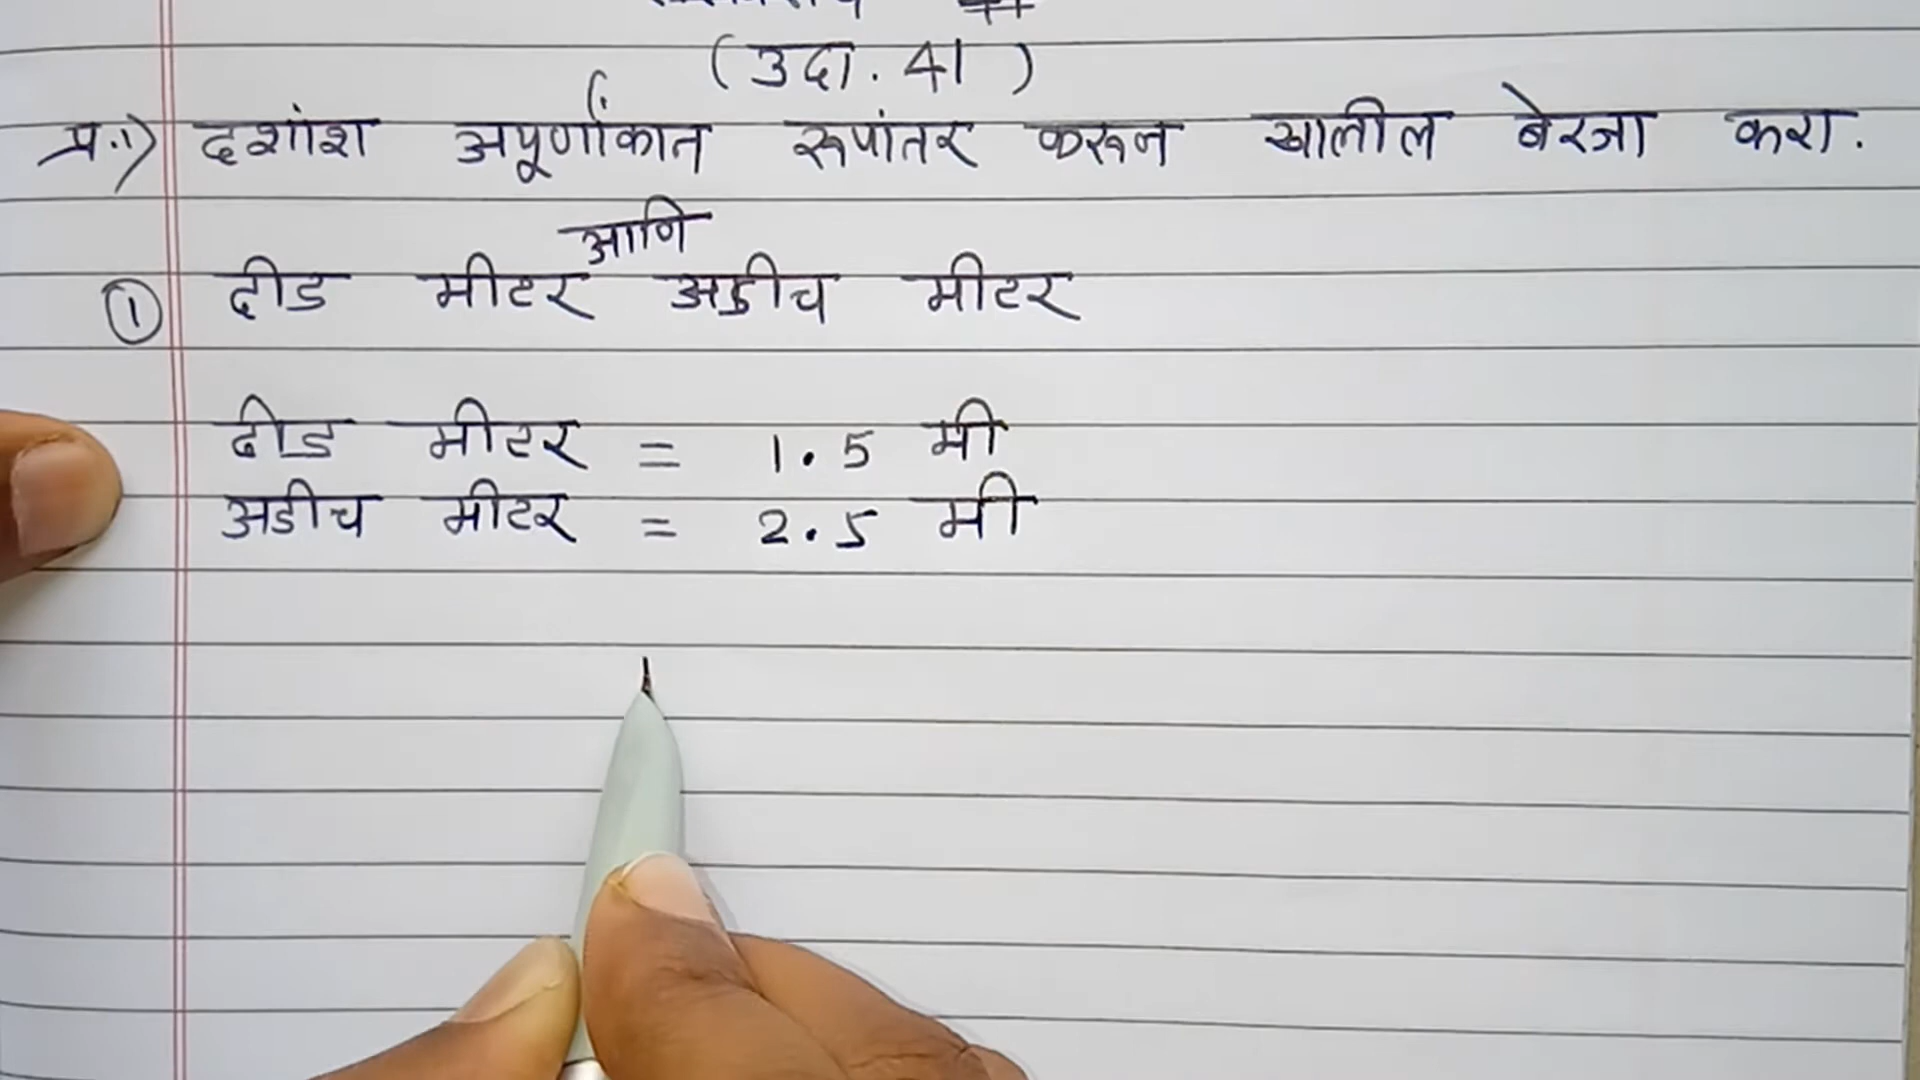 (उदा. 41)
प्र.1) दशांश अपूर्णांकात रूपांतर करून खालील बेरजा करा.
आणि
① दीड मीटर अडीच मीटर
दीड मीटर = 1.5 मी
अडीच मीटर = 2.5 मी